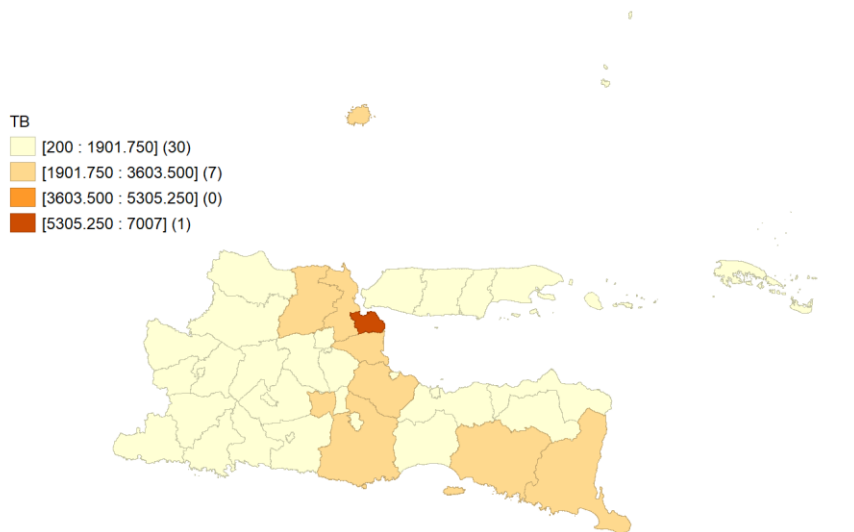 TB
[200 : 1901.750] (30)
[1901.750 : 3603.500] (7)
[3603.500 : 5305.250] (0)
[5305.250 : 7007] (1)